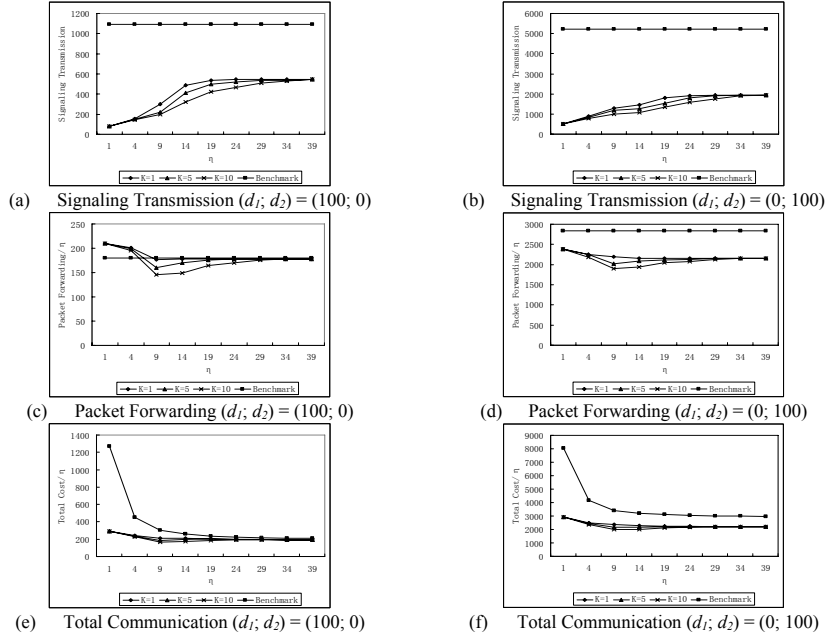 1200
1000
800
600
400
200
0
Signaling Transmission
1 4 9 14 19 24 29 34 39
η
K=1 K=5 K=10 Benchmark
(a) Signaling Transmission (d1; d2) = (100; 0)
6000
5000
4000
3000
2000
1000
0
Signaling Transmission
1 4 9 14 19 24 29 34 39
η
K=1 K=5 K=10 Benchmark
(b) Signaling Transmission (d1; d2) = (0; 100)
250
200
150
100
50
0
Packet Forwarding/η
1 4 9 14 19 24 29 34 39
η
K=1 K=5 K=10 Benchmark
(c) Packet Forwarding (d1; d2) = (100; 0)
3000
2500
2000
1500
1000
500
0
Packet Forwarding/η
1 4 9 14 19 24 29 34 39
η
K=1 K=5 K=10 Benchmark
(d) Packet Forwarding (d1; d2) = (0; 100)
1400
1200
1000
800
600
400
200
0
Total Cost/η
1 4 9 14 19 24 29 34 39
η
K=1 K=5 K=10 Benchmark
(e) Total Communication (d1; d2) = (100; 0)
9000
8000
7000
6000
5000
4000
3000
2000
1000
0
Total Cost/η
1 4 9 14 19 24 29 34 39
η
K=1 K=5 K=10 Benchmark
(f) Total Communication (d1; d2) = (0; 100)